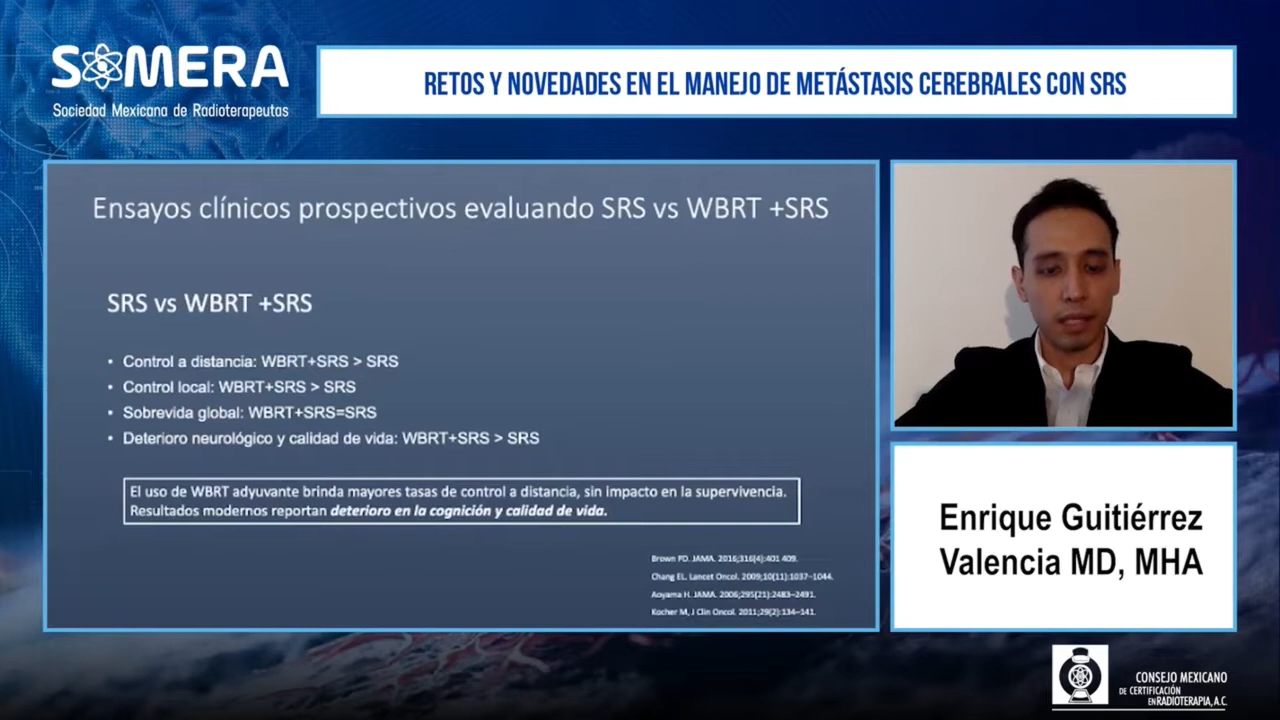 SOMERA
Sociedad Mexicana de Radioterapeutas
RETOS Y NOVEDADES EN EL MANEJO DE METÁSTASIS CEREBRALES CON SRS
Ensayos clínicos prospectivos evaluando SRS vs WBRT +SRS
SRS vs WBRT +SRS
• Control a distancia: WBRT+SRS > SRS
• Control local: WBRT+SRS > SRS
• Sobrevida global: WBRT+SRS=SRS
• Deterioro neurológico y calidad de vida: WBRT+SRS > SRS
El uso de WBRT adyuvante brinda mayores tasas de control a distancia, sin impacto en la supervivencia.
Resultados modernos reportan deterioro en la cognición y calidad de vida.
Brown PD. JAMA. 2016;316(4):401 409.
Chang EL. Lancet Oncol. 2009;10(11):1037–1044.
Aoyama H. JAMA. 2006;295(21):2483–2491.
Kocher M, J Clin Oncol. 2011;29(2):134–141.
Enrique Guitiérrez
Valencia MD, MHA
CONSEJO MEXICANO
DE CERTIFICACIÓN
EN RADIOTERAPIA, A.C.